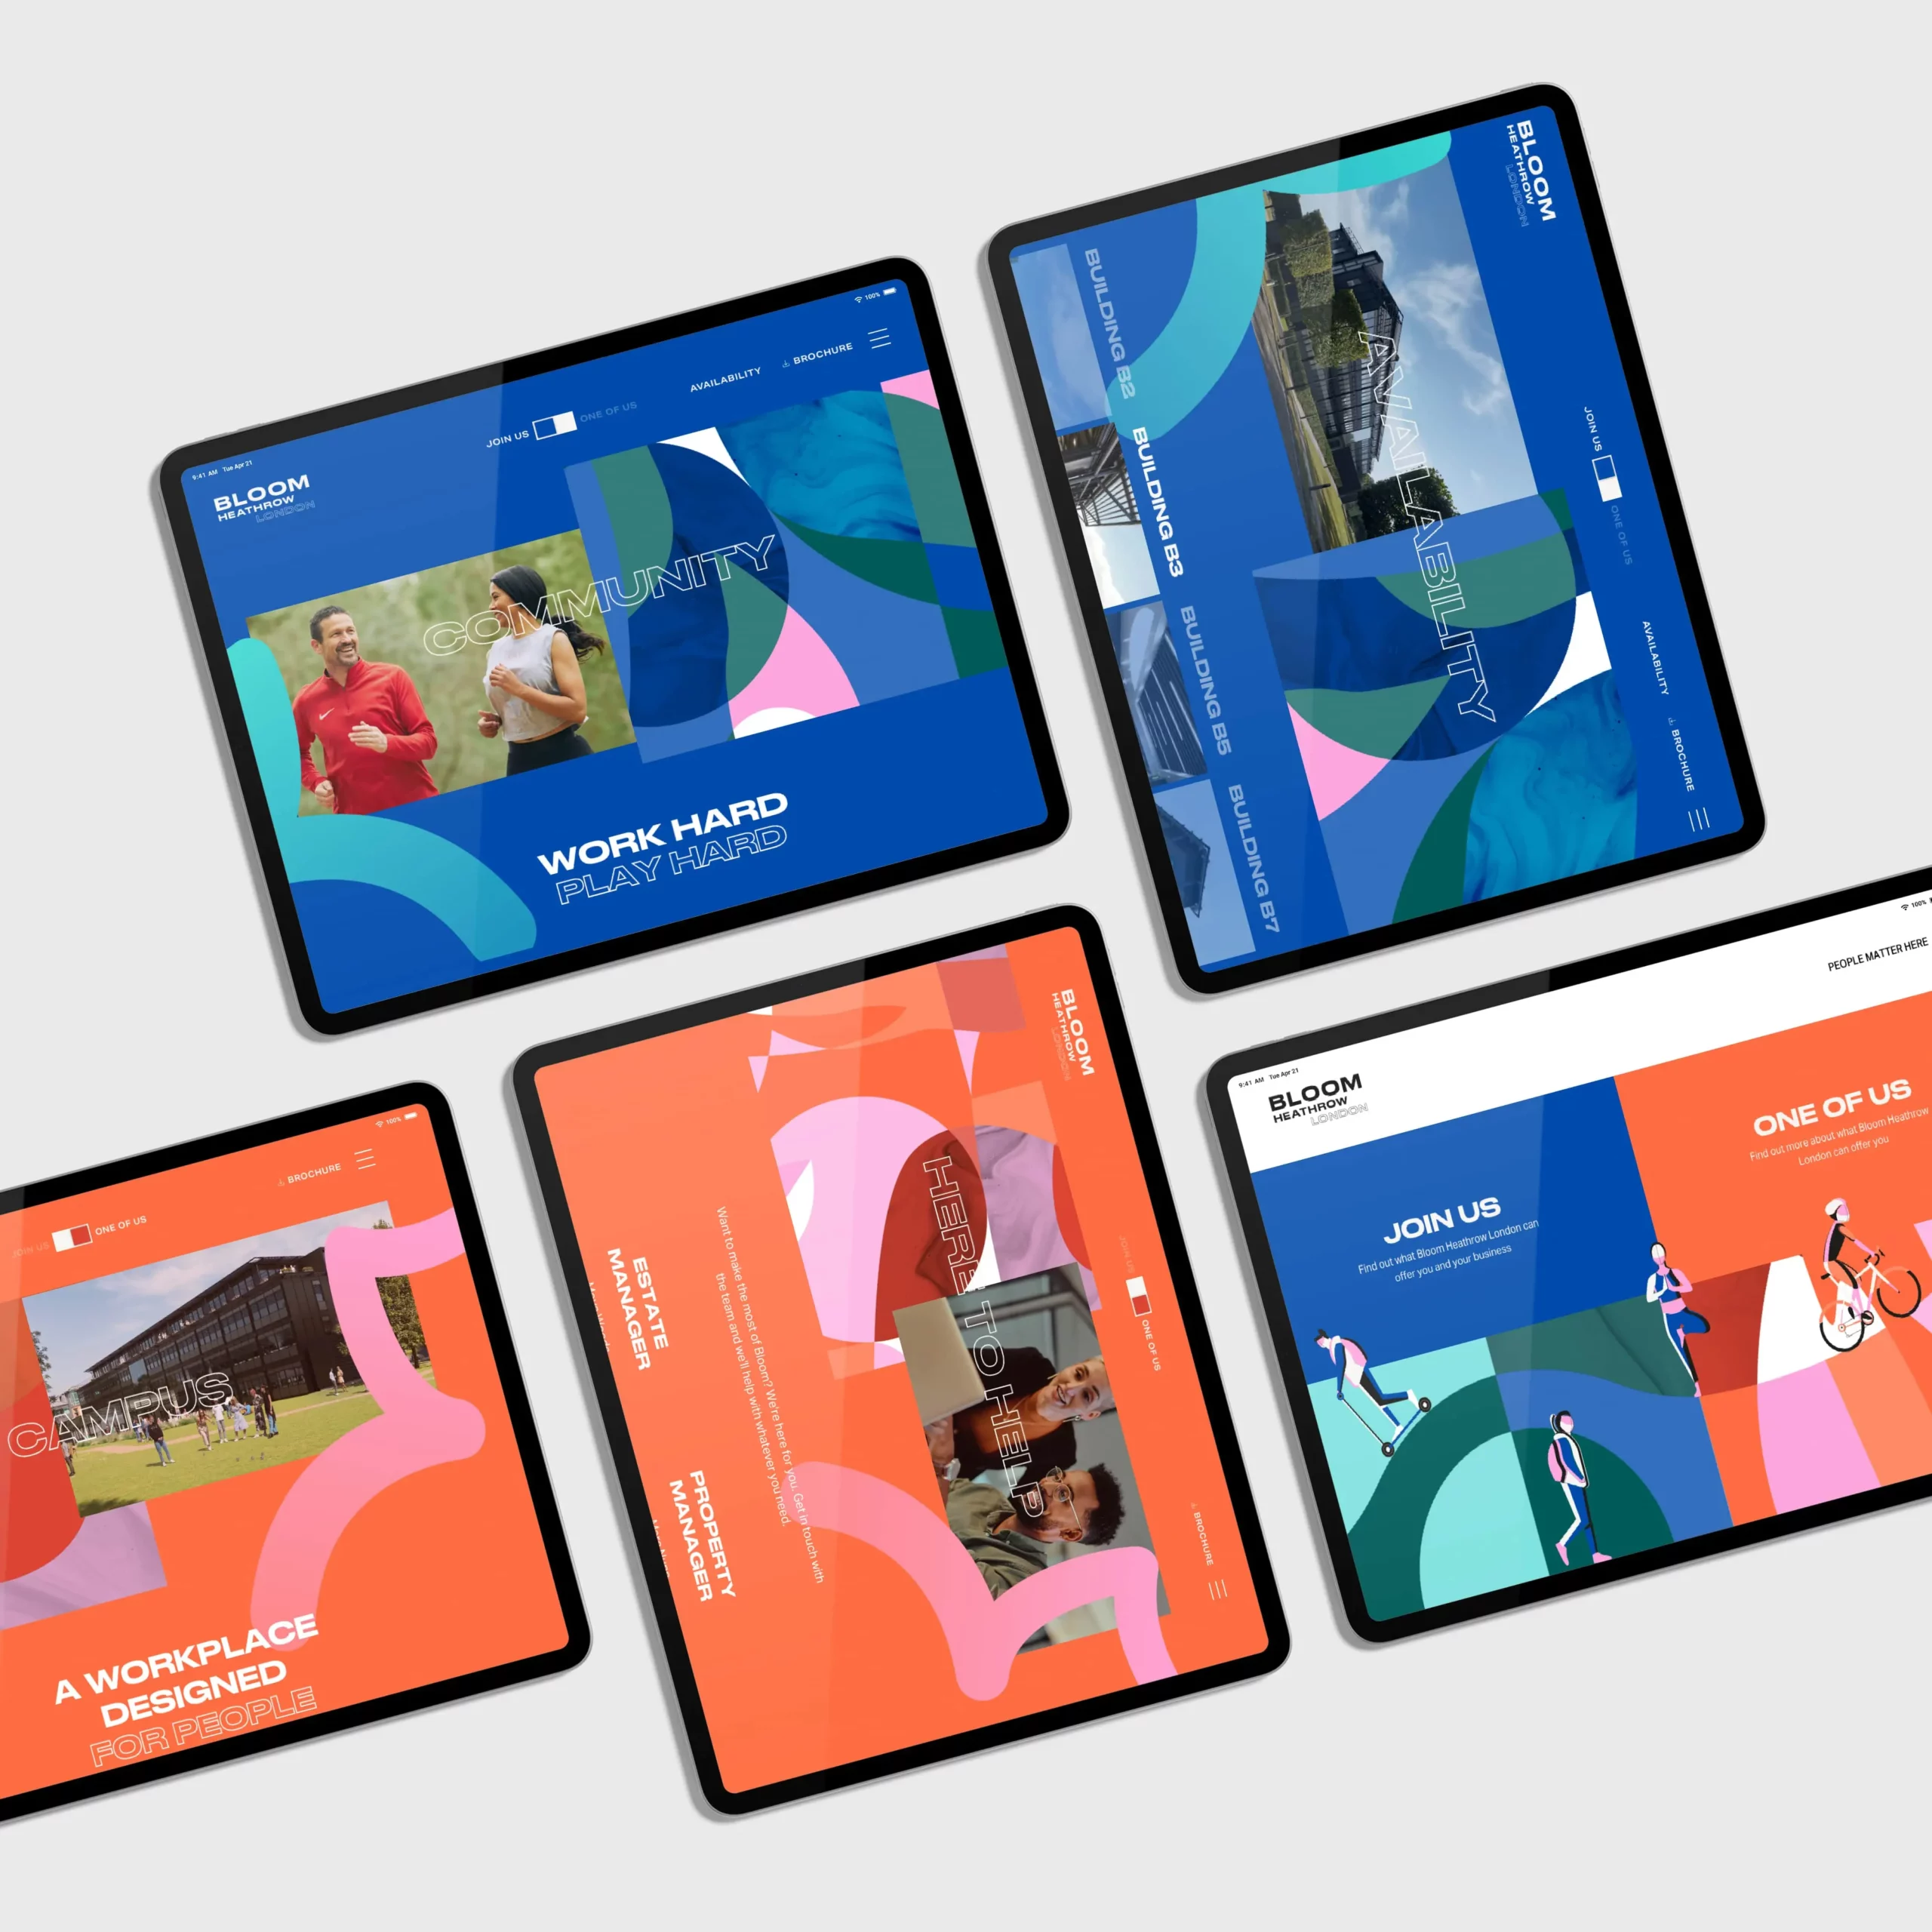 9:41 AM Tue Apr 21
100%
BLOOM
HEATHROW
LONDON
JOIN US
ONE OF US
AVAILABILITY
BROCHURE
COMMUNITY
WORK HARD
PLAY HARD
BLOOM
HEATHROW
LONDON
JOIN US
ONE OF US
AVAILABILITY
BROCHURE
AVAILABILITY
BUILDING B2
BUILDING B3
BUILDING B5
BUILDING B7
100%
JOIN US
ONE OF US
BROCHURE
CAMPUS
A WORKPLACE
DESIGNED
FOR PEOPLE
BLOOM
HEATHROW
LONDON
JOIN US
ONE OF US
BROCHURE
HERE TO HELP
Want to make the most of Bloom? We're here for you. Get in touch with
the team and we'll help with whatever you need.
ESTATE
MANAGER
PROPERTY
MANAGER
9:41 AM Tue Apr 21
100%
BLOOM
HEATHROW
LONDON
PEOPLE MATTER HERE
JOIN US
Find out what Bloom Heathrow London can
offer you and your business
ONE OF US
Find out more about what Bloom Heathrow
London can offer you